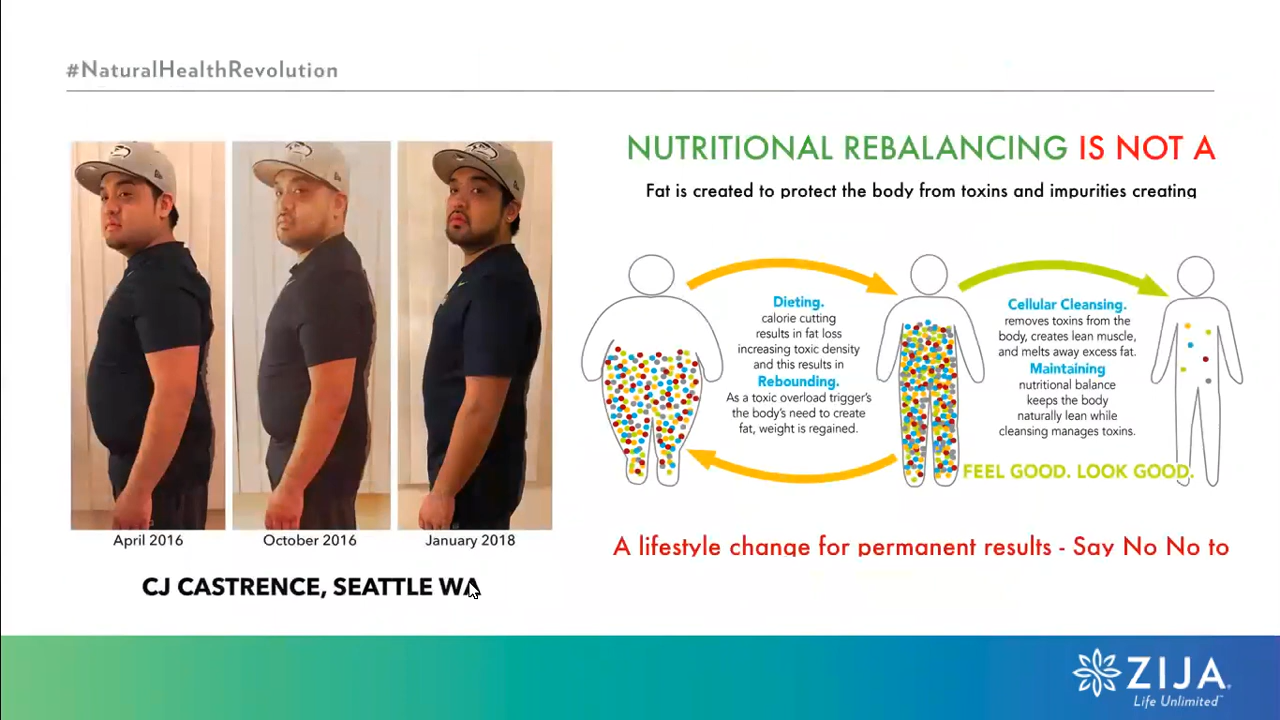 #NaturalHealthRevolution
NUTRITIONAL REBALANCING IS NOT A
Fat is created to protect the body from toxins and impurities creating
Dieting.
calorie cutting
results in fat loss
increasing toxic density
and this results in
Rebounding.
As a toxic overload trigger's
the body's need to create
fat, weight is regained.
Cellular Cleansing.
removes toxins from the
body, creates lean muscle,
and melts away excess fat.
Maintaining
nutritional balance
keeps the body
naturally lean while
cleansing manages toxins.
FEEL GOOD. LOOK GOOD.
April 2016
October 2016
January 2018
A lifestyle change for permanent results - Say No No to
CJ CASTRENCE, SEATTLE WA
ZIJA
Life Unlimited™